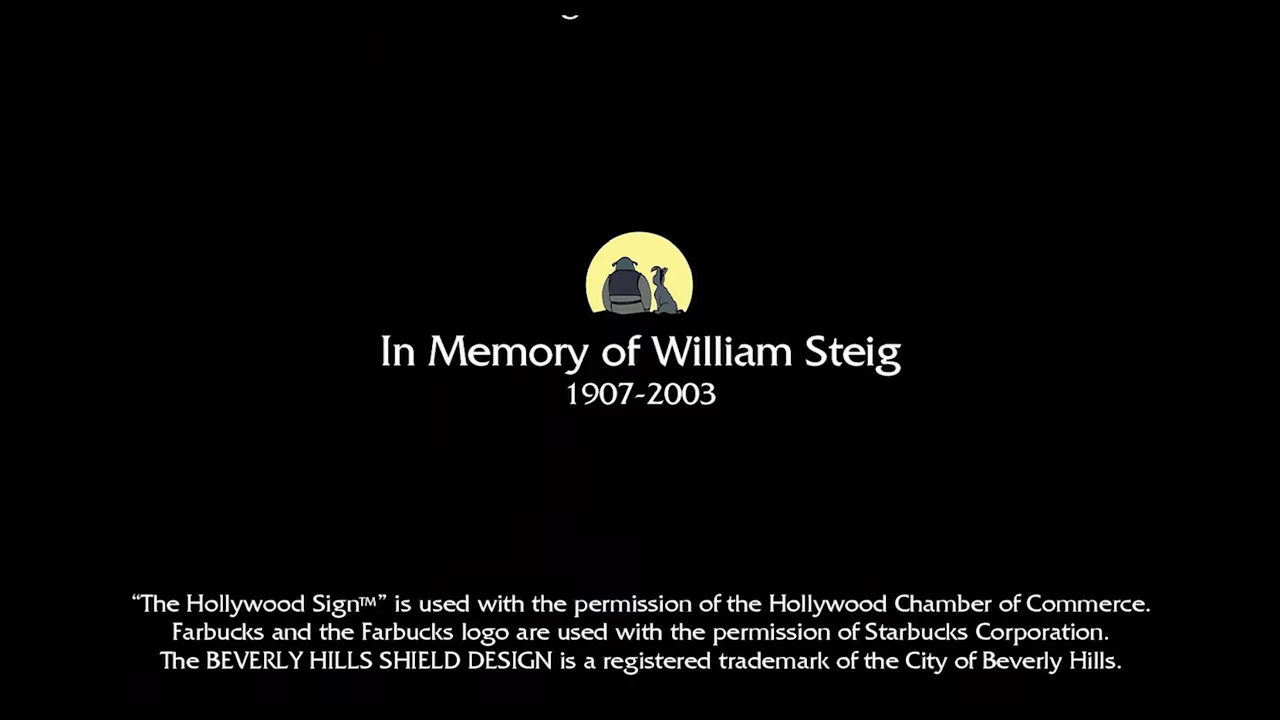 In Memory of William Steig
1907-2003
“The Hollywood Sign™” is used with the permission of the Hollywood Chamber of Commerce.
Farbucks and the Farbucks logo are used with the permission of Starbucks Corporation.
The BEVERLY HILLS SHIELD DESIGN is a registered trademark of the City of Beverly Hills.